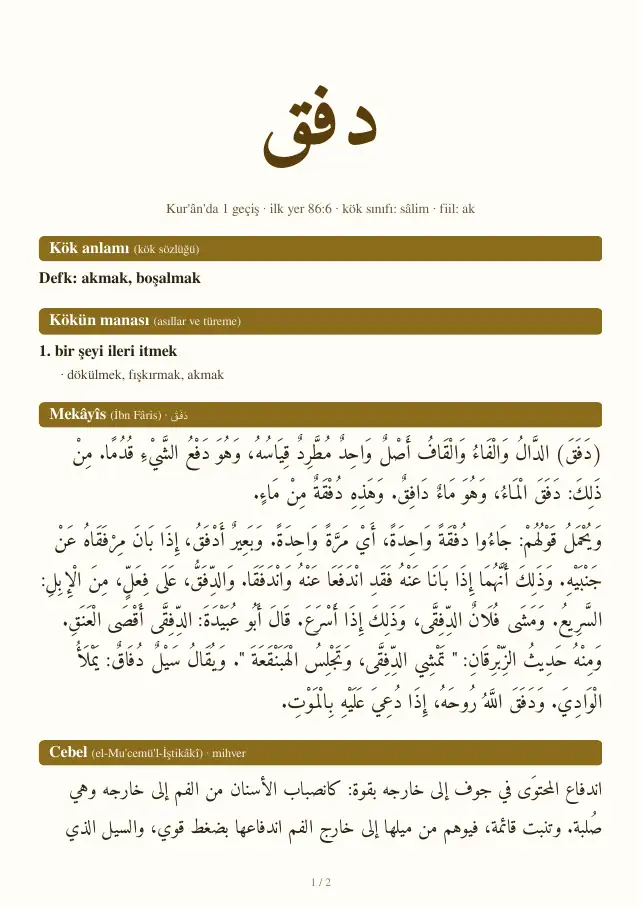 دفق
Kur'ân'da 1 geçiş · ilk yer 86:6 · kök sınıfı: sâlim · fiil: ak
Kök anlamı (kök sözlüğü)
Defk: akmak, boşalmak
Kökün manası (asıllar ve türeme)
1. bir şeyi ileri itmek
· dökülmek, fışkırmak, akmak
Mekâyîs (İbn Fâris) · دَفَقَ
(دَفَقَ) الدَّالُ وَالْفَاءُ وَالْقَافُ أَصْلٌ وَاحِدٌ مُطَّرِدٌ قِيَاسُهُ، وَهُوَ دَفْعُ الشَّيْءِ قُدُمًا. مِنْ
ذَلِكَ: دَفَقَ الْمَاءُ، وَهُوَ مَاءٌ دَافِقٌ. وَهَذِهِ دُفْقَةٌ مِنْ مَاءٍ.
وَيُحْمَلُ قَوْلُهُمْ: جَاءُوا دُفْقَةً وَاحِدَةً، أَيْ مَرَّةً وَاحِدَةً. وَبَعِيرٌ أَدْفَقُ، إِذَا بَانَ مِرْفَقَاهُ عَنْ
جَنْبَيْهِ. وَذَلِكَ أَنَّهُمَا إِذَا بَانَا عَنْهُ فَقَدِ انْدَفَعَا عَنْهُ وَانْدَفَقَا. وَالدِّفَقُّ، عَلَى فِعَلٍّ، مِنَ الْإِبِلِ:
السَّرِيعُ. وَمَشَى فُلَانٌ الدِّفِقَّى، وَذَلِكَ إِذَا أَسْرَعَ. قَالَ أَبُو عُبَيْدَةَ: الدِّفِقَّى أَقْصَى الْعَنَقِ.
وَمِنْهُ حَدِيثُ الزِّبْرِقَانِ: " تَمْشِي الدِّفِقَّى، وَتَجْلِسُ الْهَبَنْقَعَةَ ". وَيُقَالُ سَيْلٌ دُفَاقٌ: يَمْلَأُ
الْوَادِيَ. وَدَفَقَ اللَّهُ رُوحَهُ، إِذَا دُعِيَ عَلَيْهِ بِالْمَوْتِ.
Cebel (el-Mu'cemü'l-İştikâkî) · mihver
اندفاع المحتوَى في جوف إلى خارجه بقوة: كانصباب الأسنان من الفم إلى خارجه وهي
صُلبة. وتنبت قائمة، فيوهم من ميلها إلى خارج الفم اندفاعها بضغط قوي، والسيل الذي
1 / 2